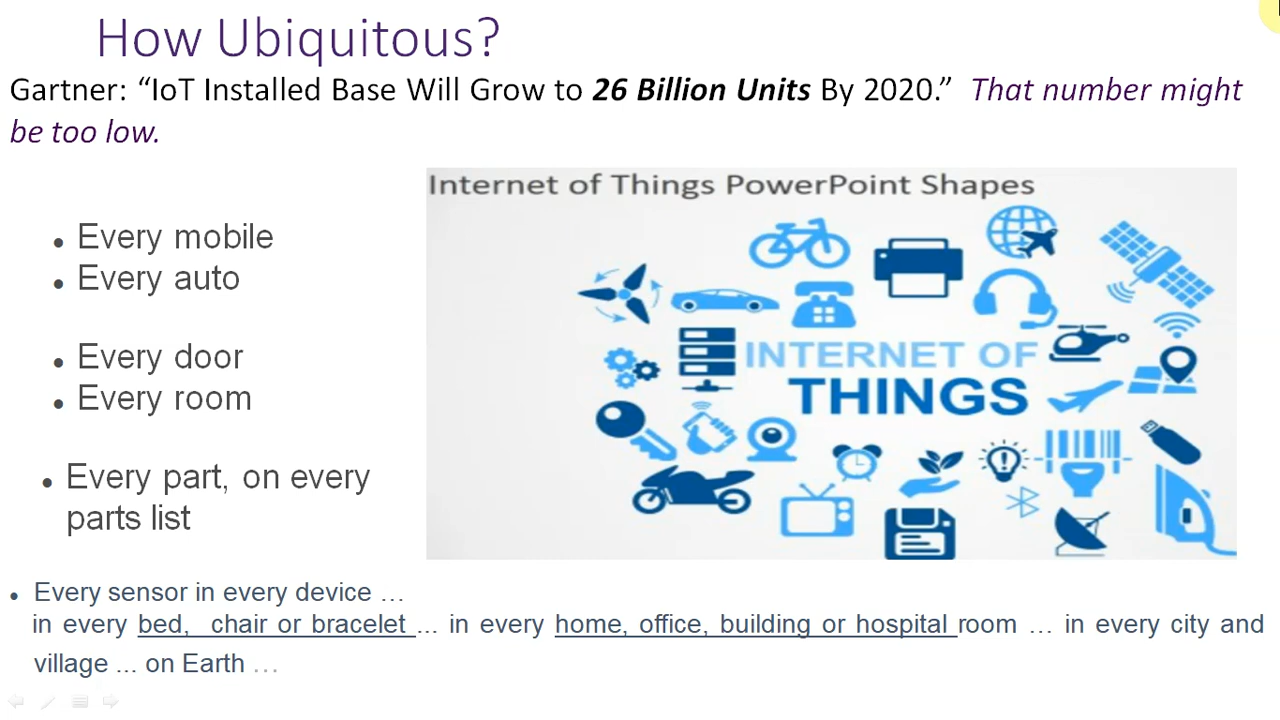 How Ubiquitous?
Gartner: “IoT Installed Base Will Grow to 26 Billion Units By 2020.” That number might
be too low.
Internet of Things PowerPoint Shapes
• Every mobile
• Every auto
• Every door
• Every room
• Every part, on every
parts list
INTERNET OF
THINGS
• Every sensor in every device …
in every bed, chair or bracelet ... in every home, office, building or hospital room … in every city and
village ... on Earth …